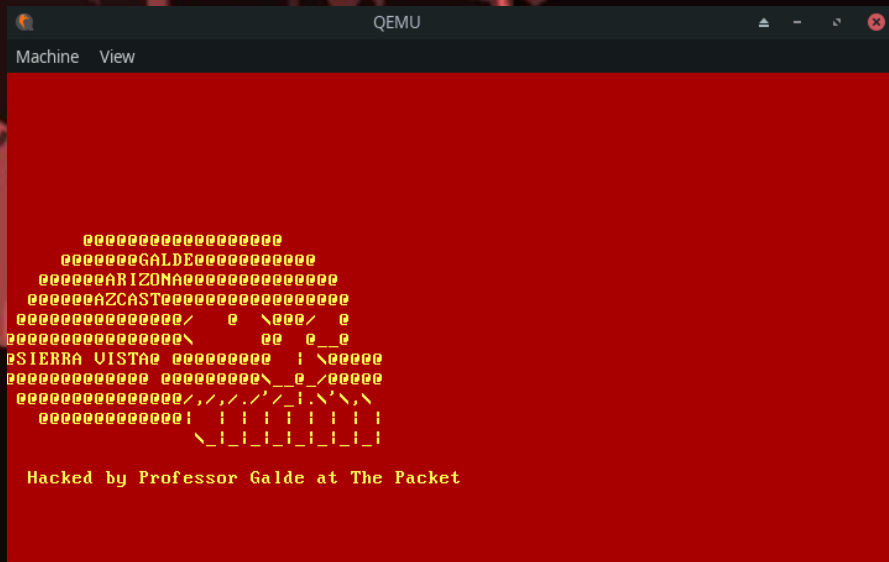 QEMU
Machine View
@@@@@@@@@@@@@@@@@@
@@@@@@@GALDE@@@@@@@@@@@
@@@@@@ARIZONA@@@@@@@@@@@@@@
@@@@@@AZCAST@@@@@@@@@@@@@@@@@
@@@@@@@@@@@@@@@/   @  \@@@/  @
@@@@@@@@@@@@@@@@\      @@  @__@
@SIERRA VISTA@ @@@@@@@@@  ¦ \@@@@@
@@@@@@@@@@@@@ @@@@@@@@@\__@_/@@@@@
@@@@@@@@@@@@@@@/,/,/./'/_¦.\'\,\
@@@@@@@@@@@@@¦  ¦ ¦ ¦ ¦ ¦ ¦ ¦ ¦
\_¦_¦_¦_¦_¦_¦_¦_¦
Hacked by Professor Galde at The Packet